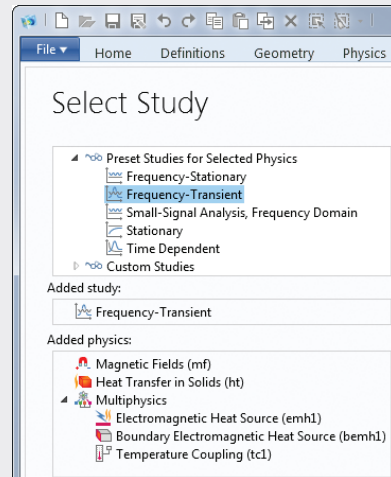 File
Home
Definitions
Geometry
Physics
Select Study
Preset Studies for Selected Physics
Frequency-Stationary
Frequency-Transient
Small-Signal Analysis, Frequency Domain
Stationary
Time Dependent
Custom Studies
Added study:
Frequency-Transient
Added physics:
Magnetic Fields (mf)
Heat Transfer in Solids (ht)
Multiphysics
Electromagnetic Heat Source (emh1)
Boundary Electromagnetic Heat Source (bemh1)
Temperature Coupling (tc1)